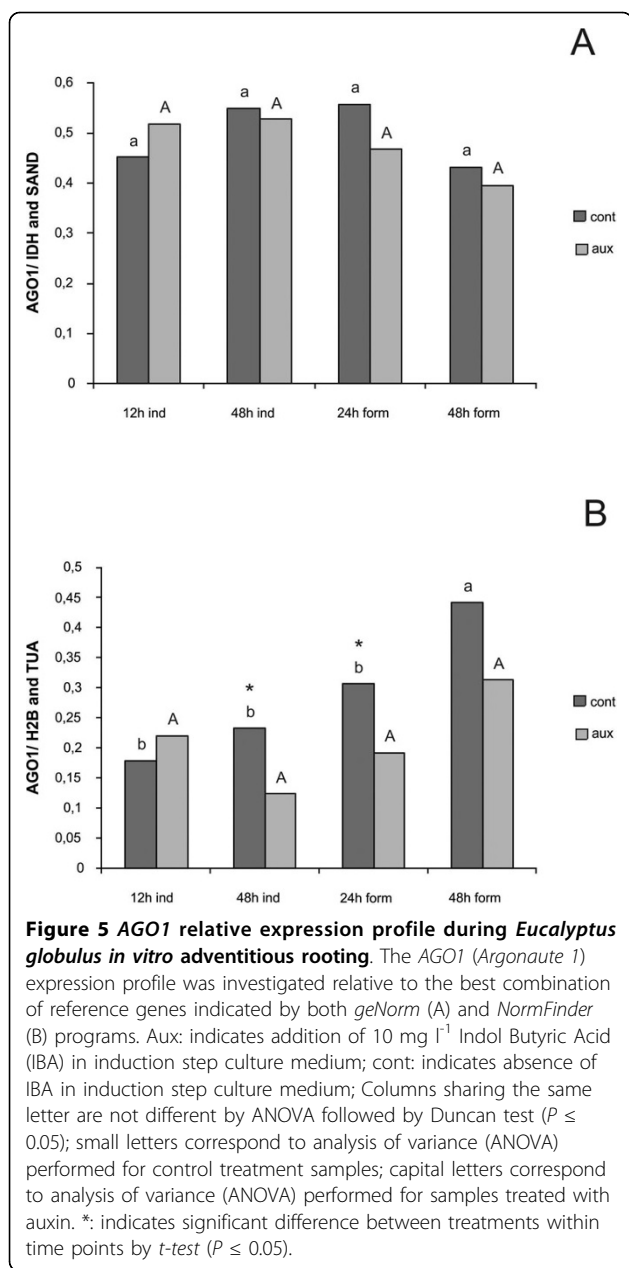 A
0,6
0,5
0,4
0,3
0,2
0,1
0
AGO1/ IDH and SAND
a A a A a A a A
cont
aux
12h ind 48h ind 24h form 48h form
B
0,5
0,45
0,4
0,35
0,3
0,25
0,2
0,15
0,1
0,05
0
AGO1/ H2B and TUA
b A * b A * b A a A
cont
aux
12h ind 48h ind 24h form 48h form
Figure 5 AGO1 relative expression profile during Eucalyptus
globulus in vitro adventitious rooting. The AGO1 (Argonaute 1)
expression profile was investigated relative to the best combination
of reference genes indicated by both geNorm (A) and NormFinder
(B) programs. Aux: indicates addition of 10 mg l-1 Indol Butyric Acid
(IBA) in induction step culture medium; cont: indicates absence of
IBA in induction step culture medium; Columns sharing the same
letter are not different by ANOVA followed by Duncan test (P ≤
0.05); small letters correspond to analysis of variance (ANOVA)
performed for control treatment samples; capital letters correspond
to analysis of variance (ANOVA) performed for samples treated with
auxin. *: indicates significant difference between treatments within
time points by t-test (P ≤ 0.05).